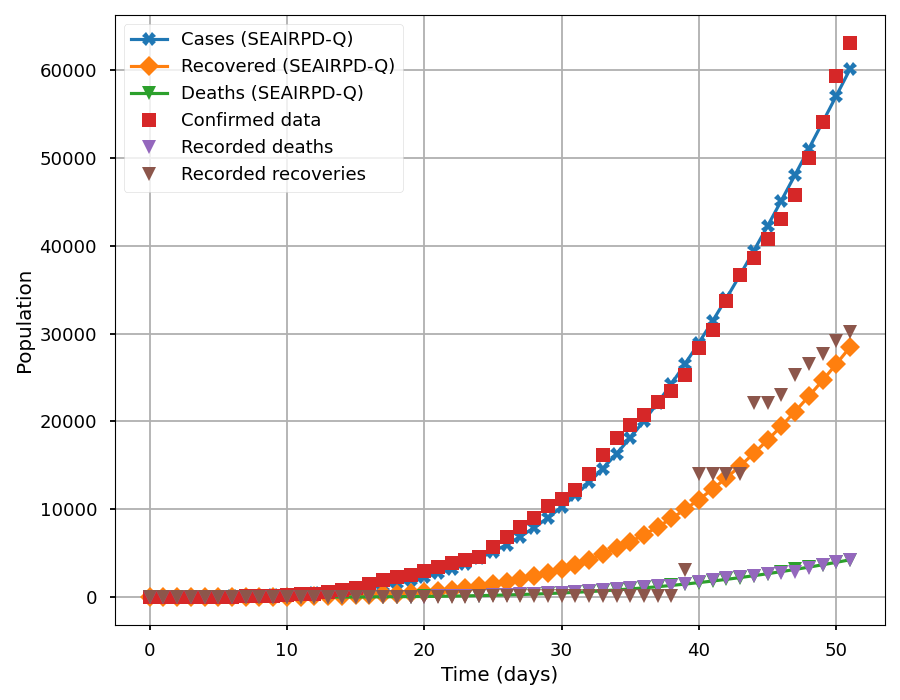 Cases (SEAIRPD-Q)
Recovered (SEAIRPD-Q)
Deaths (SEAIRPD-Q)
Confirmed data
Recorded deaths
Recorded recoveries
Population
60000
50000
40000
30000
20000
10000
0
0 10 20 30 40 50
Time (days)